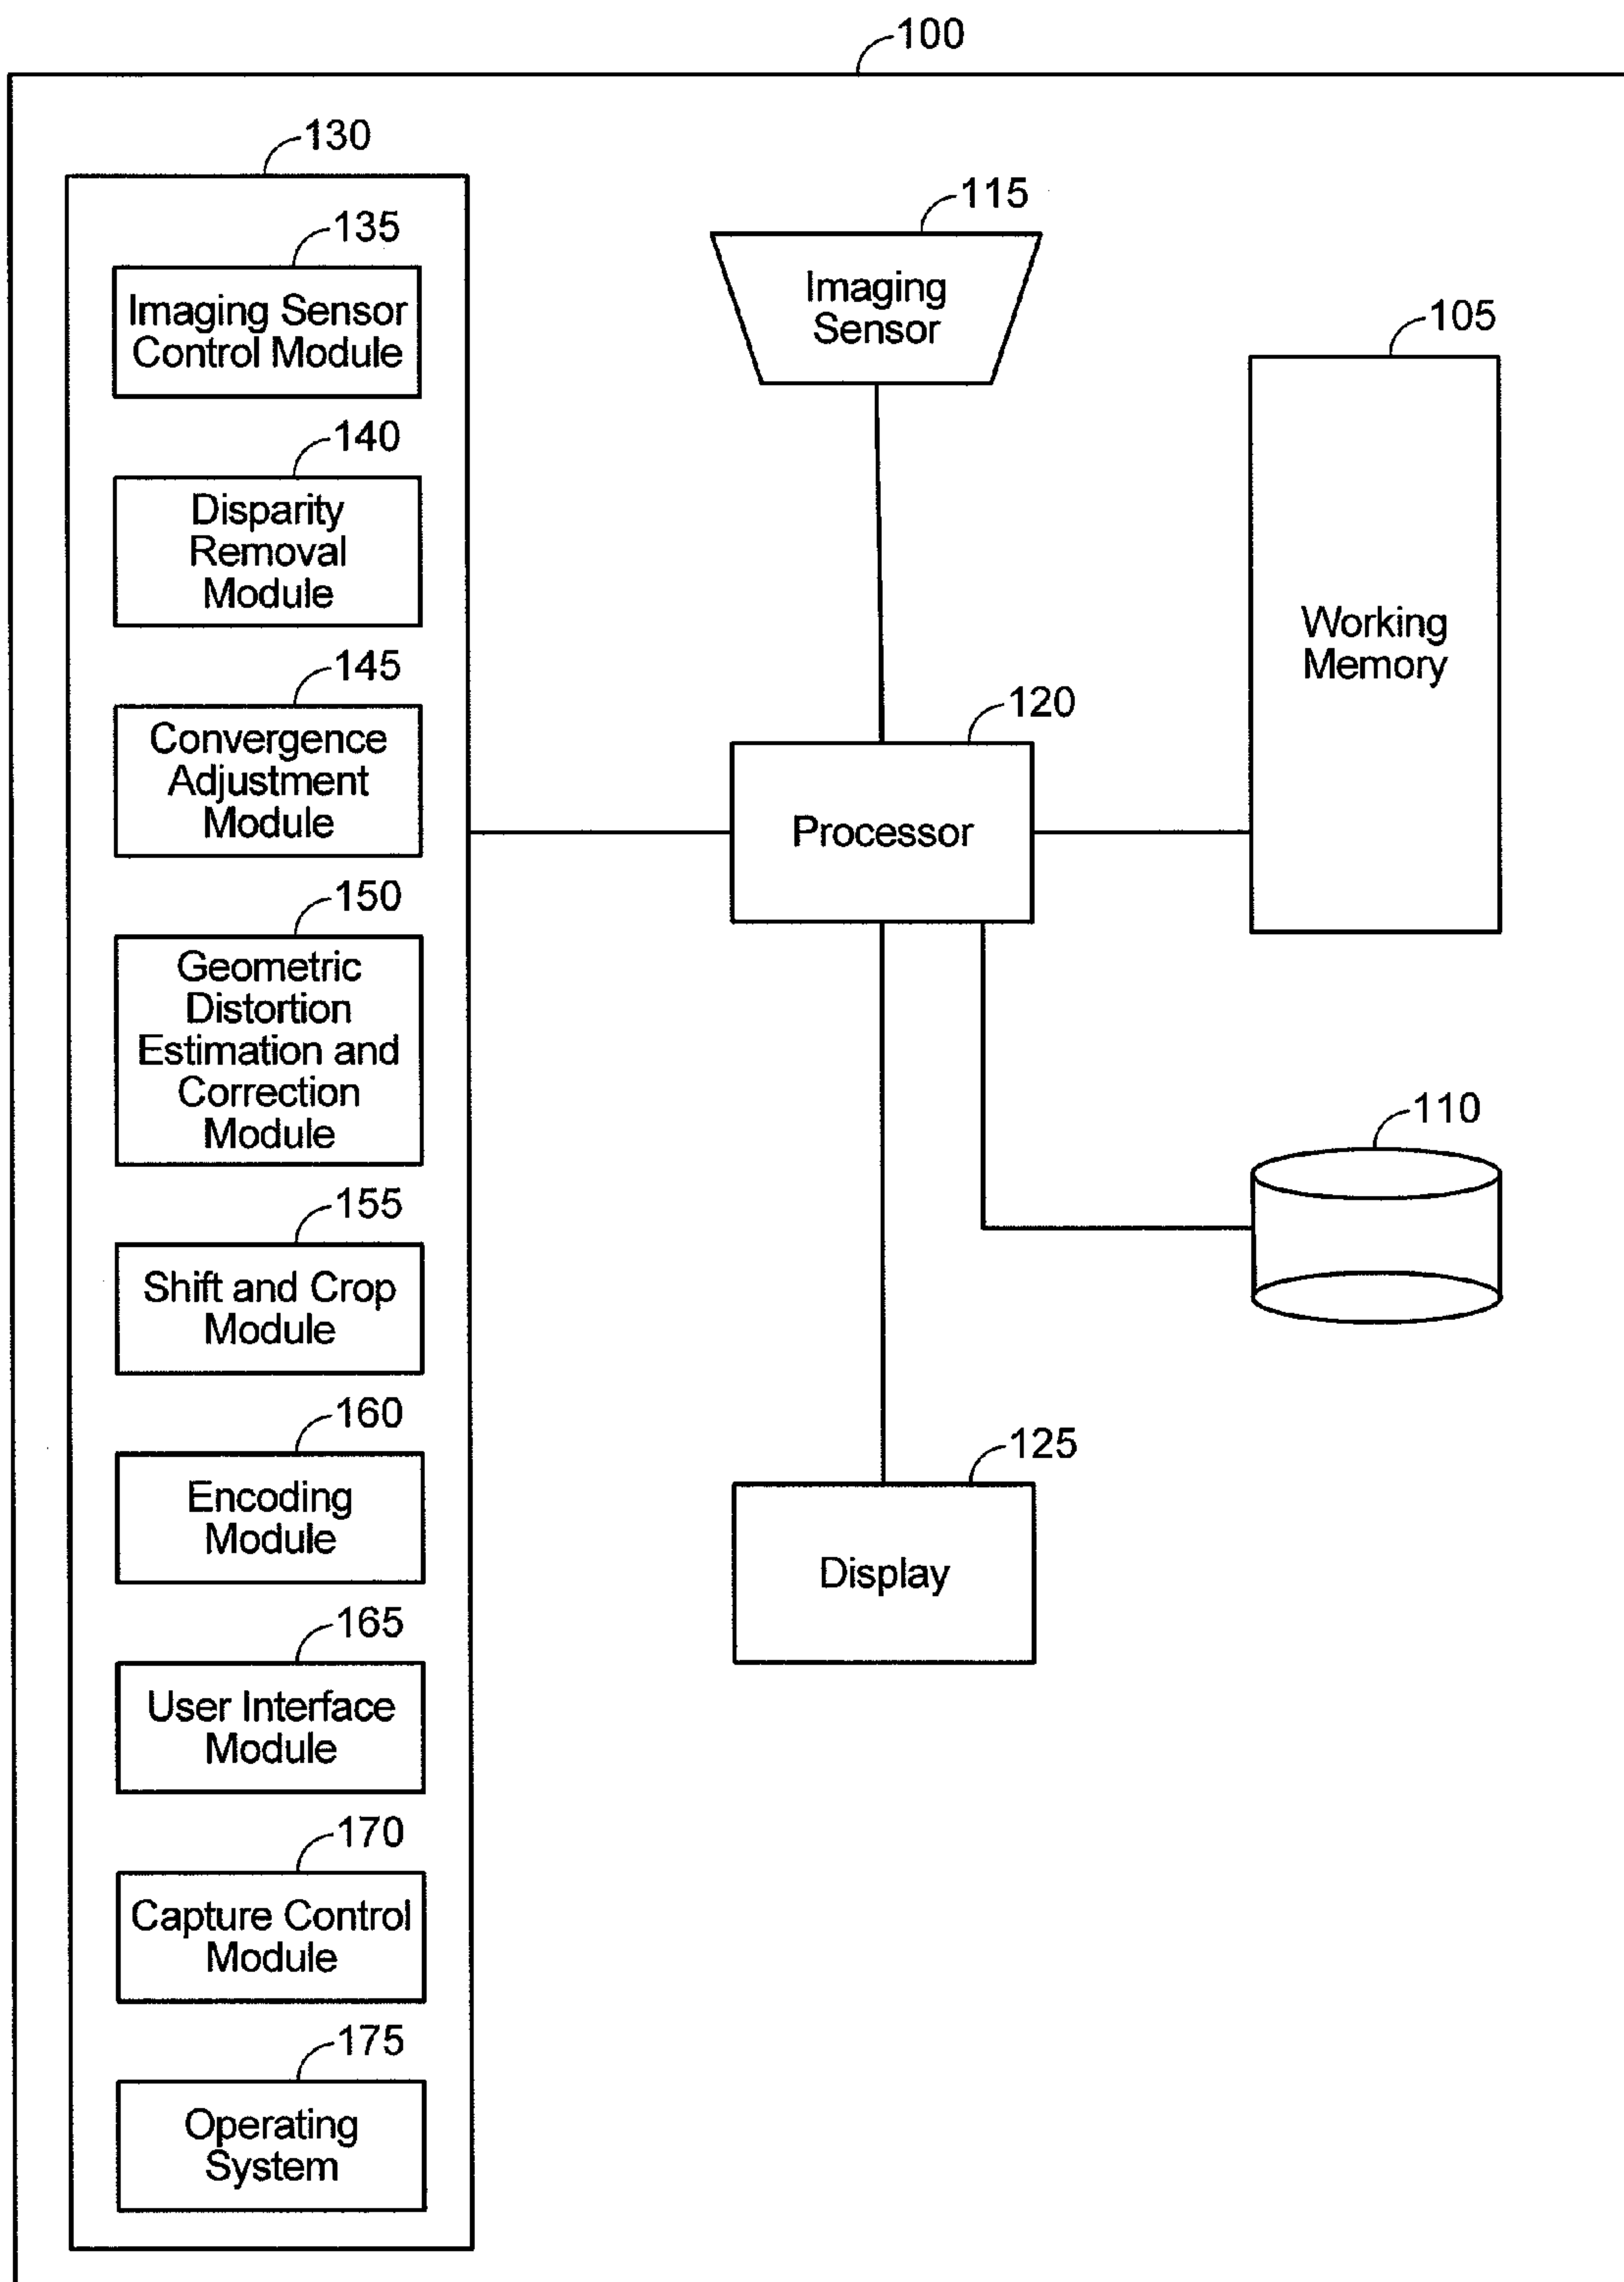 100
130
135
Imaging Sensor
Control Module
140
Disparity
Removal
Module
145
Convergence
Adjustment
Module
150
Geometric
Distortion
Estimation and
Correction
Module
155
Shift and Crop
Module
160
Encoding
Module
165
User Interface
Module
170
Capture Control
Module
175
Operating
System
115
Imaging
Sensor
105
Working
Memory
120
Processor
110
125
Display